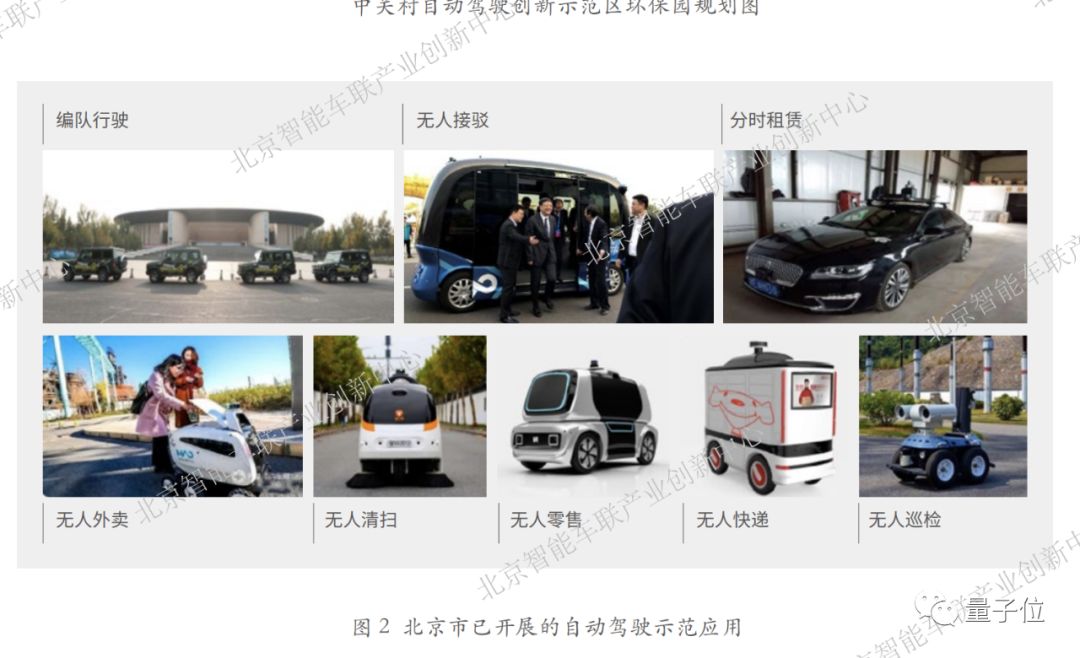 中关村自动驾驶创新示范区环保园规划图
编队行驶
无人接驳
分时租赁
无人外卖
无人清扫
无人零售
无人快递
无人巡检
图 2 北京市已开展的自动驾驶示范应用
北京智能车联产业创新中心
量子位